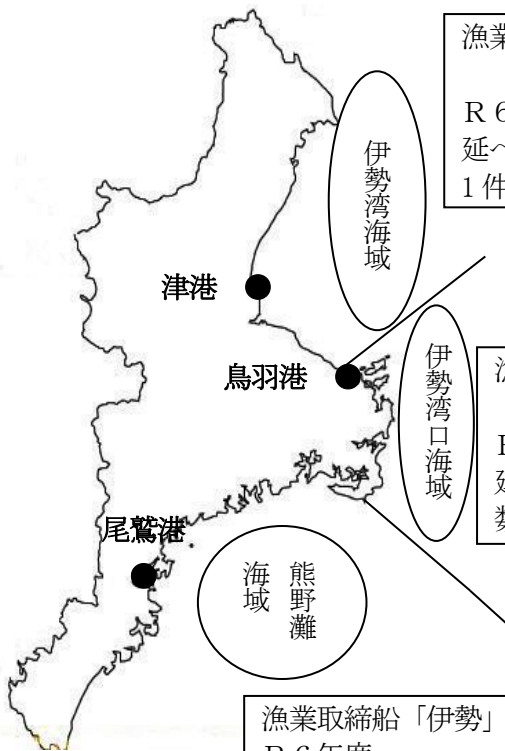 漁業
R6
延べ
1件
伊勢湾海域
津港
鳥羽港
伊勢湾口海域
尾鷲港
熊野灘
海域
漁業取締船「伊勢」
R6年度